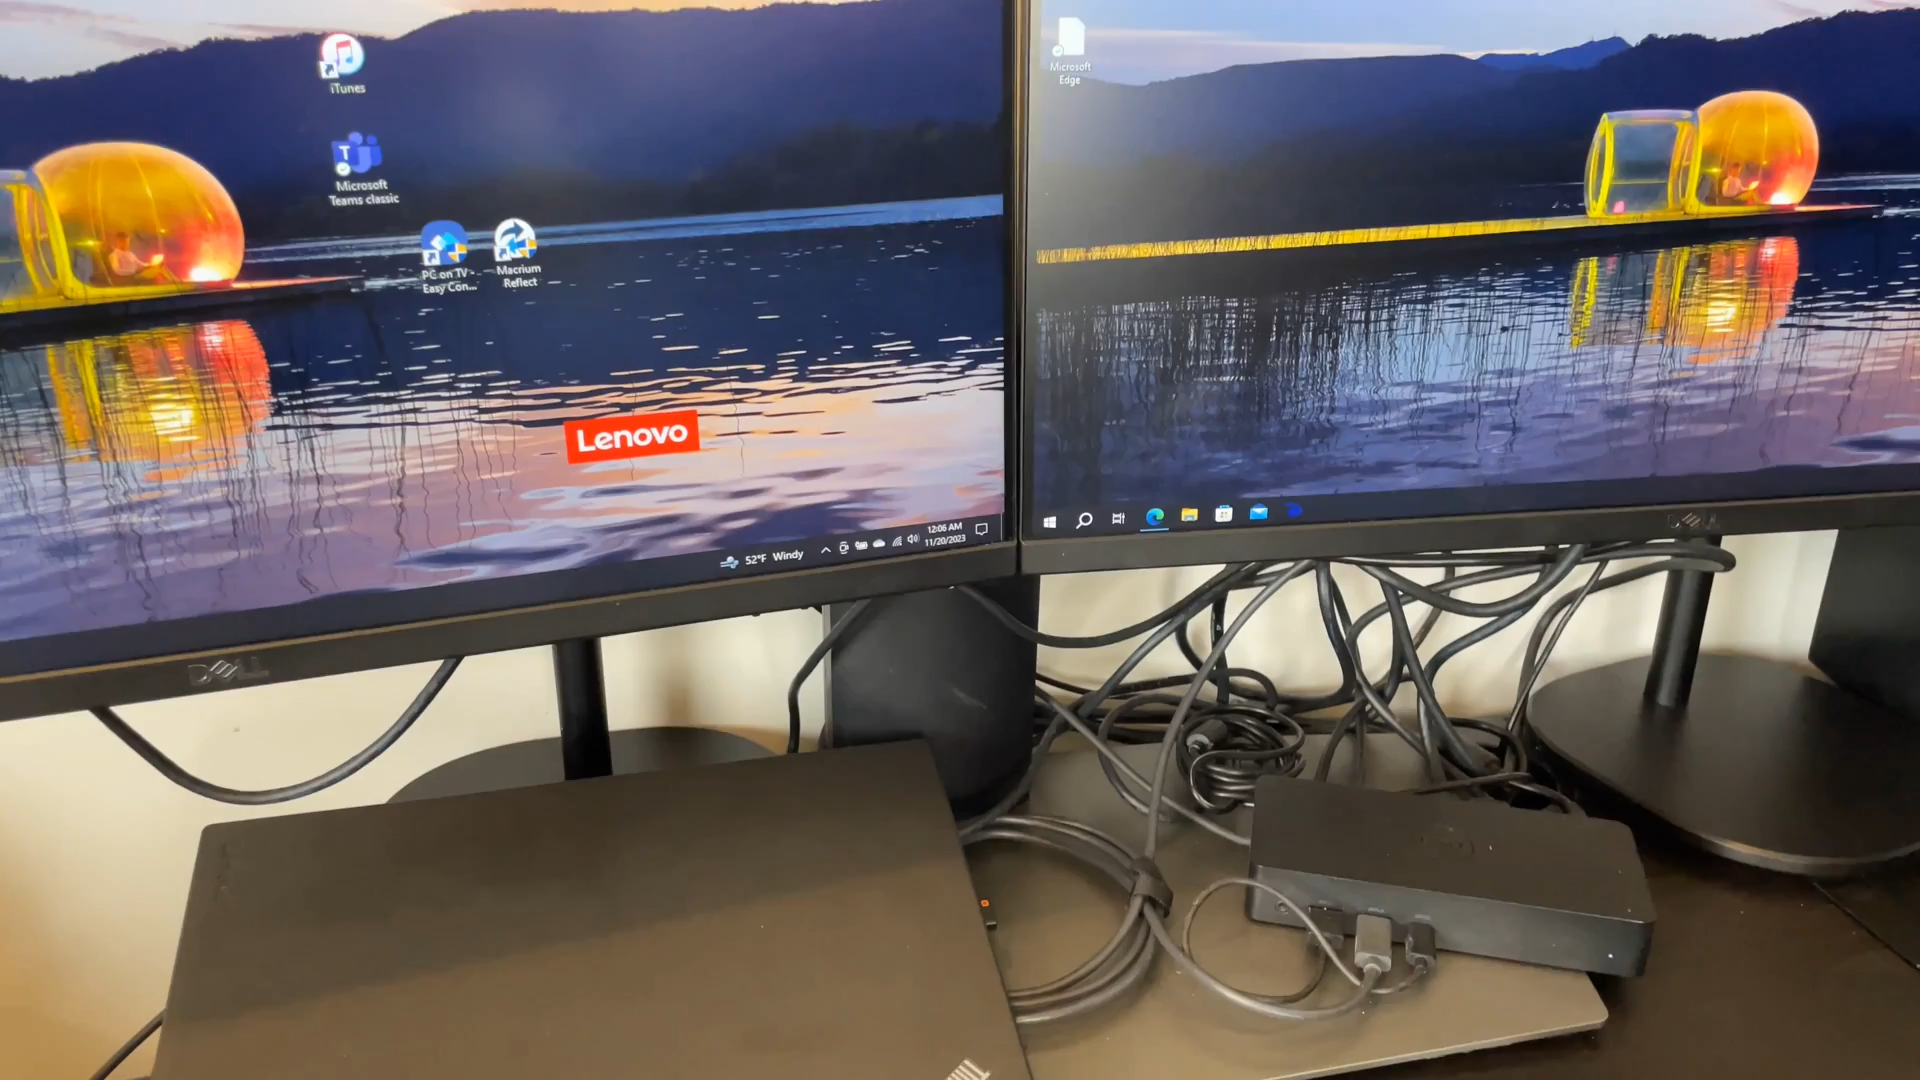 iTunes
Microsoft
Teams classic
PC on TV -
Easy Con...
Macrium
Reflect
Lenovo
52°F Windy
12:06 AM
11/20/2023
DELL
Microsoft
Edge
DELL